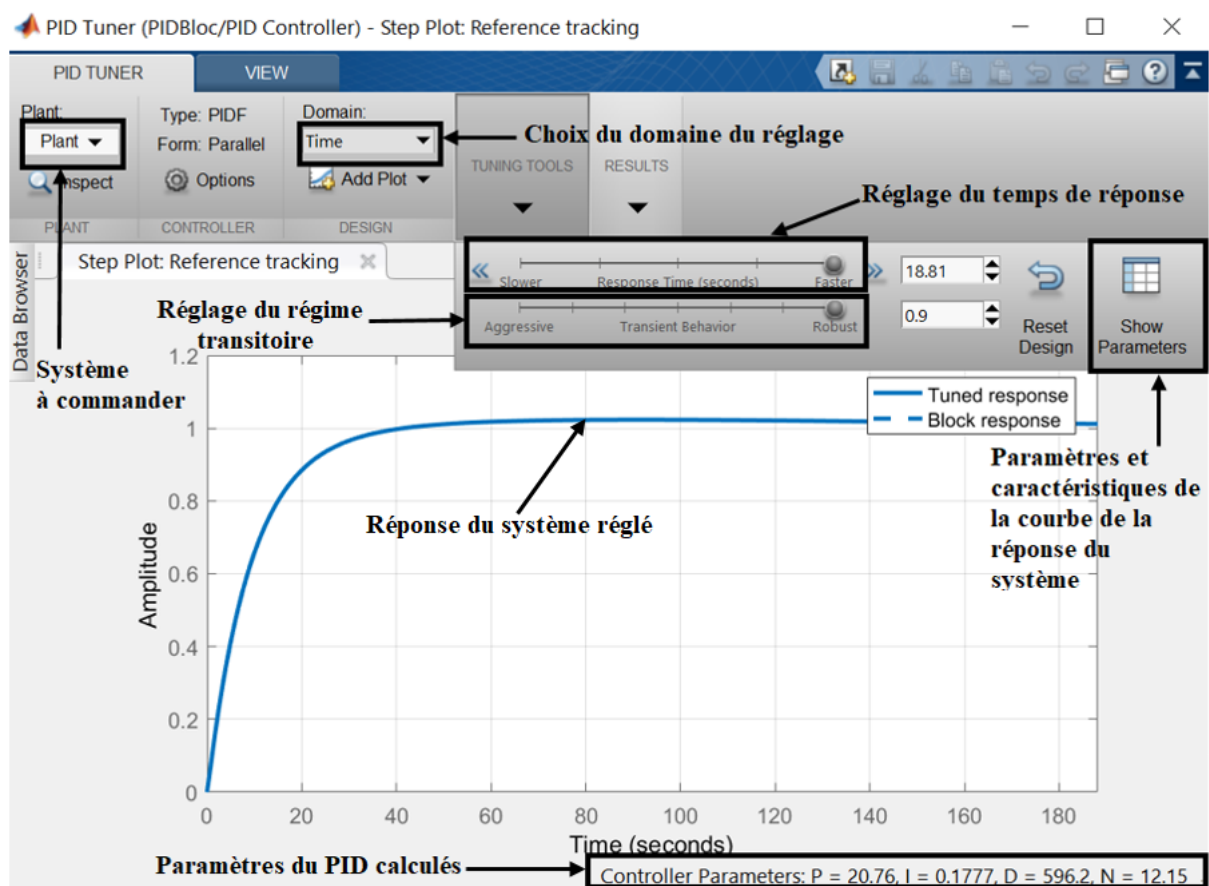 PID Tuner (PIDBloc/PID Controller) - Step Plot: Reference tracking
PID TUNER
VIEW
Plant:
Plant
Inspect
PLANT
Type: PIDF
Form: Parallel
Options
CONTROLLER
Domain:
Time
Add Plot
DESIGN
TUNING TOOLS
RESULTS
Choix du domaine du réglage
Réglage du temps de réponse
Data Browser
Step Plot: Reference tracking
Slower
Response Time (seconds)
Faster
18.81
Aggressive
Transient Behavior
Robust
0.9
Reset
Design
Show
Parameters
Réglage du régime
transitoire
Système
à commander
Tuned response
Block response
Paramètres et
caractéristiques de
la courbe de la
réponse du
système
Réponse du système réglé
Amplitude
1.2
1
0.8
0.6
0.4
0.2
0
0
20
40
60
80
100
120
140
160
180
Time (seconds)
Paramètres du PID calculés
Controller Parameters: P = 20.76, I = 0.1777, D = 596.2, N = 12.15